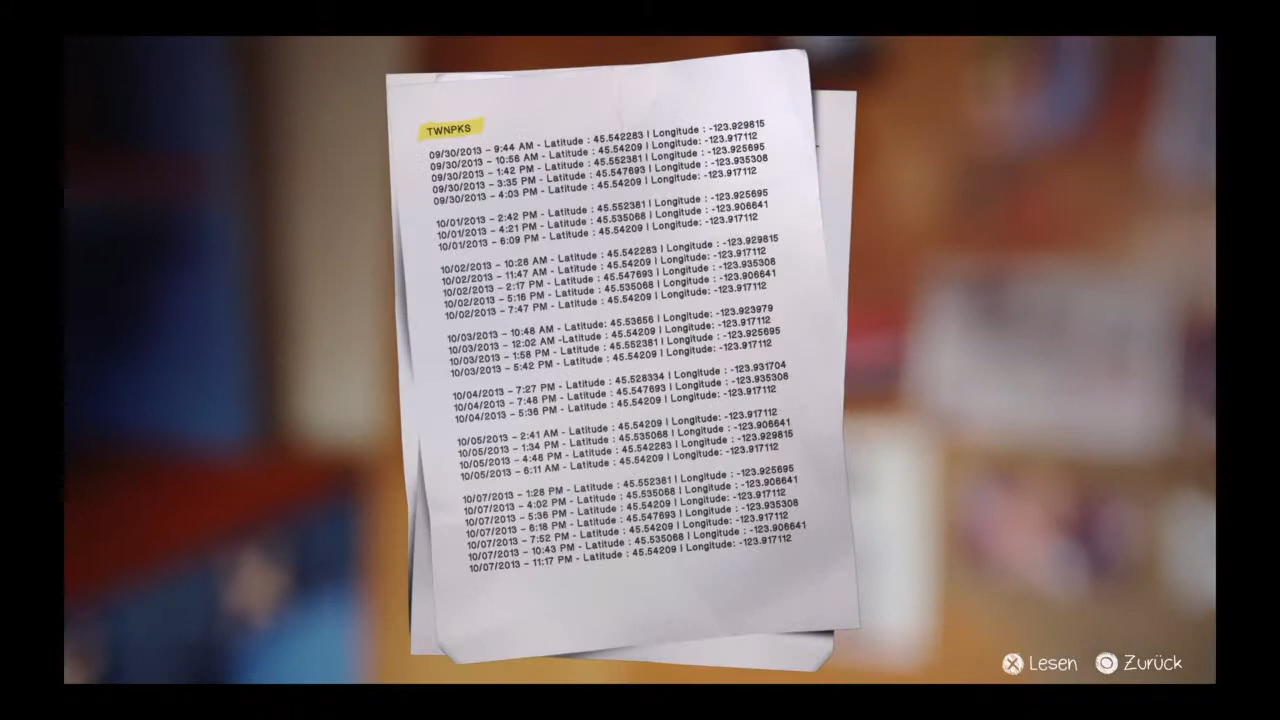 TWNPKS
09/30/2013 - 9:44 AM - Latitude : 45.542283 | Longitude : -123.929815
09/30/2013 - 10:56 AM - Latitude : 45.54209 | Longitude : -123.917112
09/30/2013 - 1:42 PM - Latitude : 45.552381 | Longitude : -123.925695
09/30/2013 - 3:35 PM - Latitude : 45.547693 | Longitude : -123.935308
09/30/2013 - 4:03 PM - Latitude : 45.54209 | Longitude : -123.917112
10/01/2013 - 2:42 PM - Latitude : 45.552381 | Longitude : -123.925695
10/01/2013 - 4:21 PM - Latitude : 45.535068 | Longitude : -123.906641
10/01/2013 - 6:09 PM - Latitude : 45.54209 | Longitude : -123.917112
10/02/2013 - 10:28 AM - Latitude : 45.542283 | Longitude : -123.929815
10/02/2013 - 11:47 AM - Latitude : 45.54209 | Longitude : -123.917112
10/02/2013 - 2:17 PM - Latitude : 45.547693 | Longitude : -123.935308
10/02/2013 - 5:16 PM - Latitude : 45.535068 | Longitude : -123.906641
10/02/2013 - 7:47 PM - Latitude : 45.54209 | Longitude: -123.917112
10/03/2013 - 10:48 AM - Latitude: 45.53656 | Longitude : -123.923979
10/03/2013 - 12:02 AM -Latitude : 45.54209 | Longitude : -123.917112
10/03/2013 - 1:58 PM - Latitude : 45.552381 | Longitude : -123.925695
10/03/2013 - 5:42 PM - Latitude : 45.54209 | Longitude: -123.917112
10/04/2013 - 7:27 PM - Latitude : 45.528334 | Longitude : -123.931704
10/04/2013 - 7:48 PM - Latitude : 45.547693 | Longitude : -123.935308
10/04/2013 - 5:36 PM - Latitude : 45.54209 | Longitude: -123.917112
10/05/2013 - 2:41 AM - Latitude : 45.54209 | Longitude: -123.917112
10/05/2013 - 1:34 PM - Latitude : 45.535068 | Longitude : -123.906641
10/05/2013 - 4:48 PM - Latitude : 45.542283 | Longitude : -123.929815
10/05/2013 - 6:11 AM - Latitude : 45.54209 | Longitude: -123.917112
10/07/2013 - 1:28 PM - Latitude : 45.552381 | Longitude : -123.925695
10/07/2013 - 4:02 PM - Latitude : 45.535068 | Longitude : -123.906641
10/07/2013 - 5:36 PM - Latitude : 45.54209 | Longitude: -123.917112
10/07/2013 - 6:18 PM - Latitude : 45.547693 | Longitude : -123.935308
10/07/2013 - 7:52 PM - Latitude : 45.54209 | Longitude: -123.917112
10/07/2013 - 10:43 PM - Latitude : 45.535068 | Longitude : -123.906641
10/07/2013 - 11:17 PM - Latitude : 45.54209 | Longitude: -123.917112
Lesen Zurück